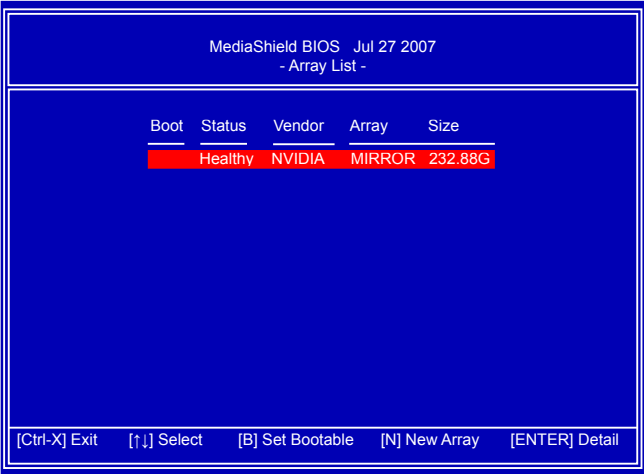 MediaShield BIOS Jul 27 2007
- Array List -
Boot Status Vendor Array Size
Healthy NVIDIA MIRROR 232.88G
[Ctrl-X] Exit [↑↓] Select [B] Set Bootable [N] New Array [ENTER] Detail